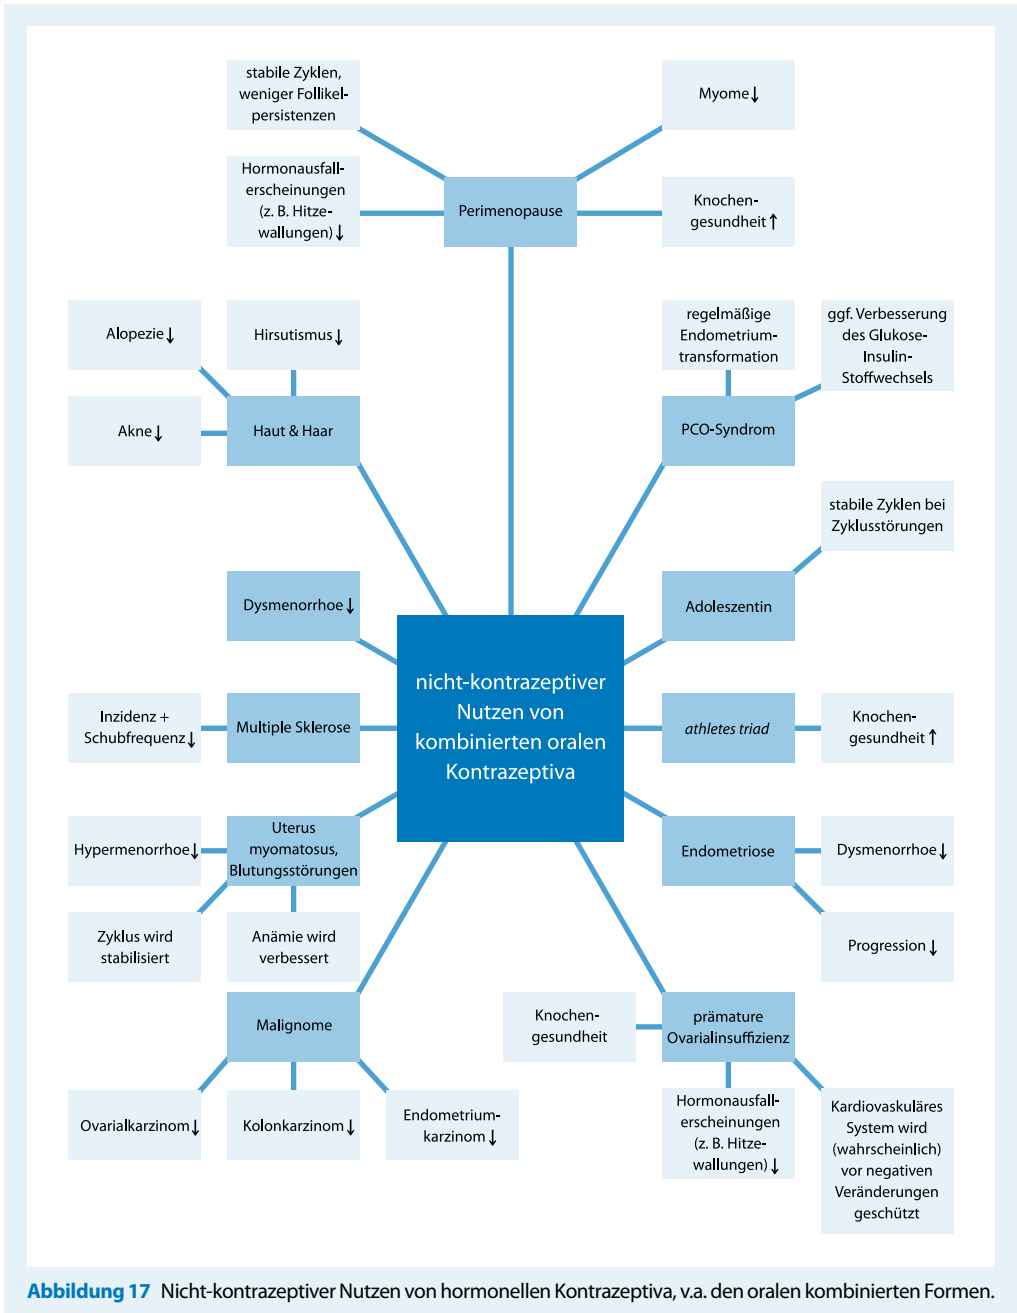 stabile Zyklen,
weniger Follikel-
persistenzen
Myome ↓
Hormonausfall-
erscheinungen
(z. B. Hitze-
wallungen) ↓
Perimenopause
Knochen-
gesundheit ↑
Alopezie ↓
Hirsutismus ↓
regelmäßige
Endometrium-
transformation
ggf. Verbesserung
des Glukose-
Insulin-
Stoffwechsels
Akne ↓
Haut & Haar
PCO-Syndrom
stabile Zyklen bei
Zyklusstörungen
Dysmenorrhoe ↓
Adoleszentin
nicht-kontrazeptiver
Nutzen von
kombinierten oralen
Kontrazeptiva
Inzidenz +
Schubfrequenz ↓
Multiple Sklerose
athletes triad
Knochen-
gesundheit ↑
Hypermenorrhoe ↓
Uterus
myomatosus,
Blutungsstörungen
Endometriose
Dysmenorrhoe ↓
Zyklus wird
stabilisiert
Anämie wird
verbessert
Progression ↓
Malignome
Knochen-
gesundheit
prämature
Ovarialinsuffizienz
Ovarialkarzinom ↓
Kolonkarzinom ↓
Endometrium-
karzinom ↓
Hormonausfall-
erscheinungen
(z. B. Hitze-
wallungen) ↓
Kardiovaskuläres
System wird
(wahrscheinlich)
vor negativen
Veränderungen
geschützt
Abbildung 17 Nicht-kontrazeptiver Nutzen von hormonellen Kontrazeptiva, v.a. den oralen kombinierten Formen.